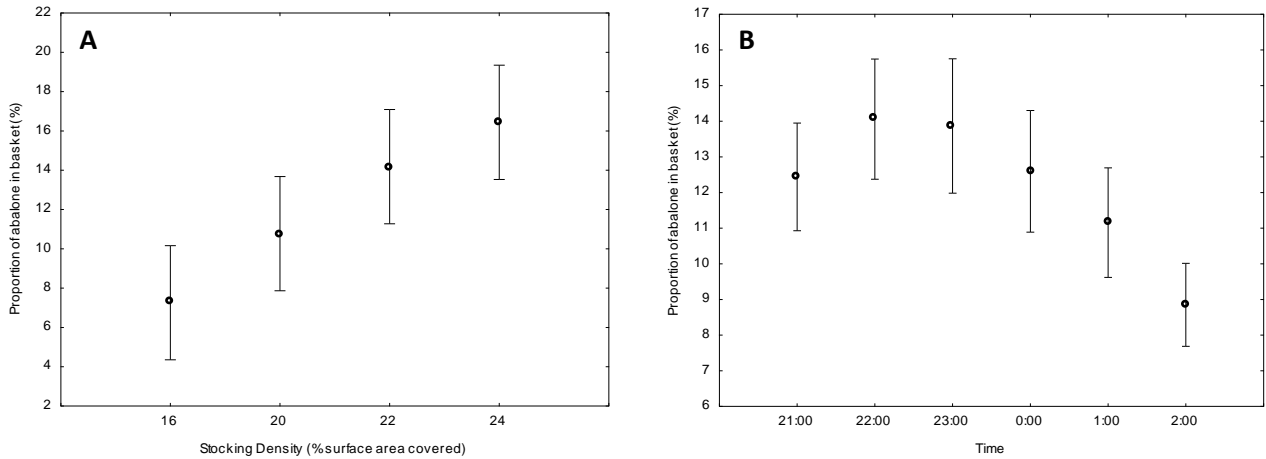 A
Proportion of abalone in basket (%)
22
20
18
16
14
12
10
8
6
4
2
16 20 22 24
Stocking Density (% surface area covered)
B
Proportion of abalone in basket (%)
17
16
15
14
13
12
11
10
9
8
7
6
21:00 22:00 23:00 0:00 1:00 2:00
Time